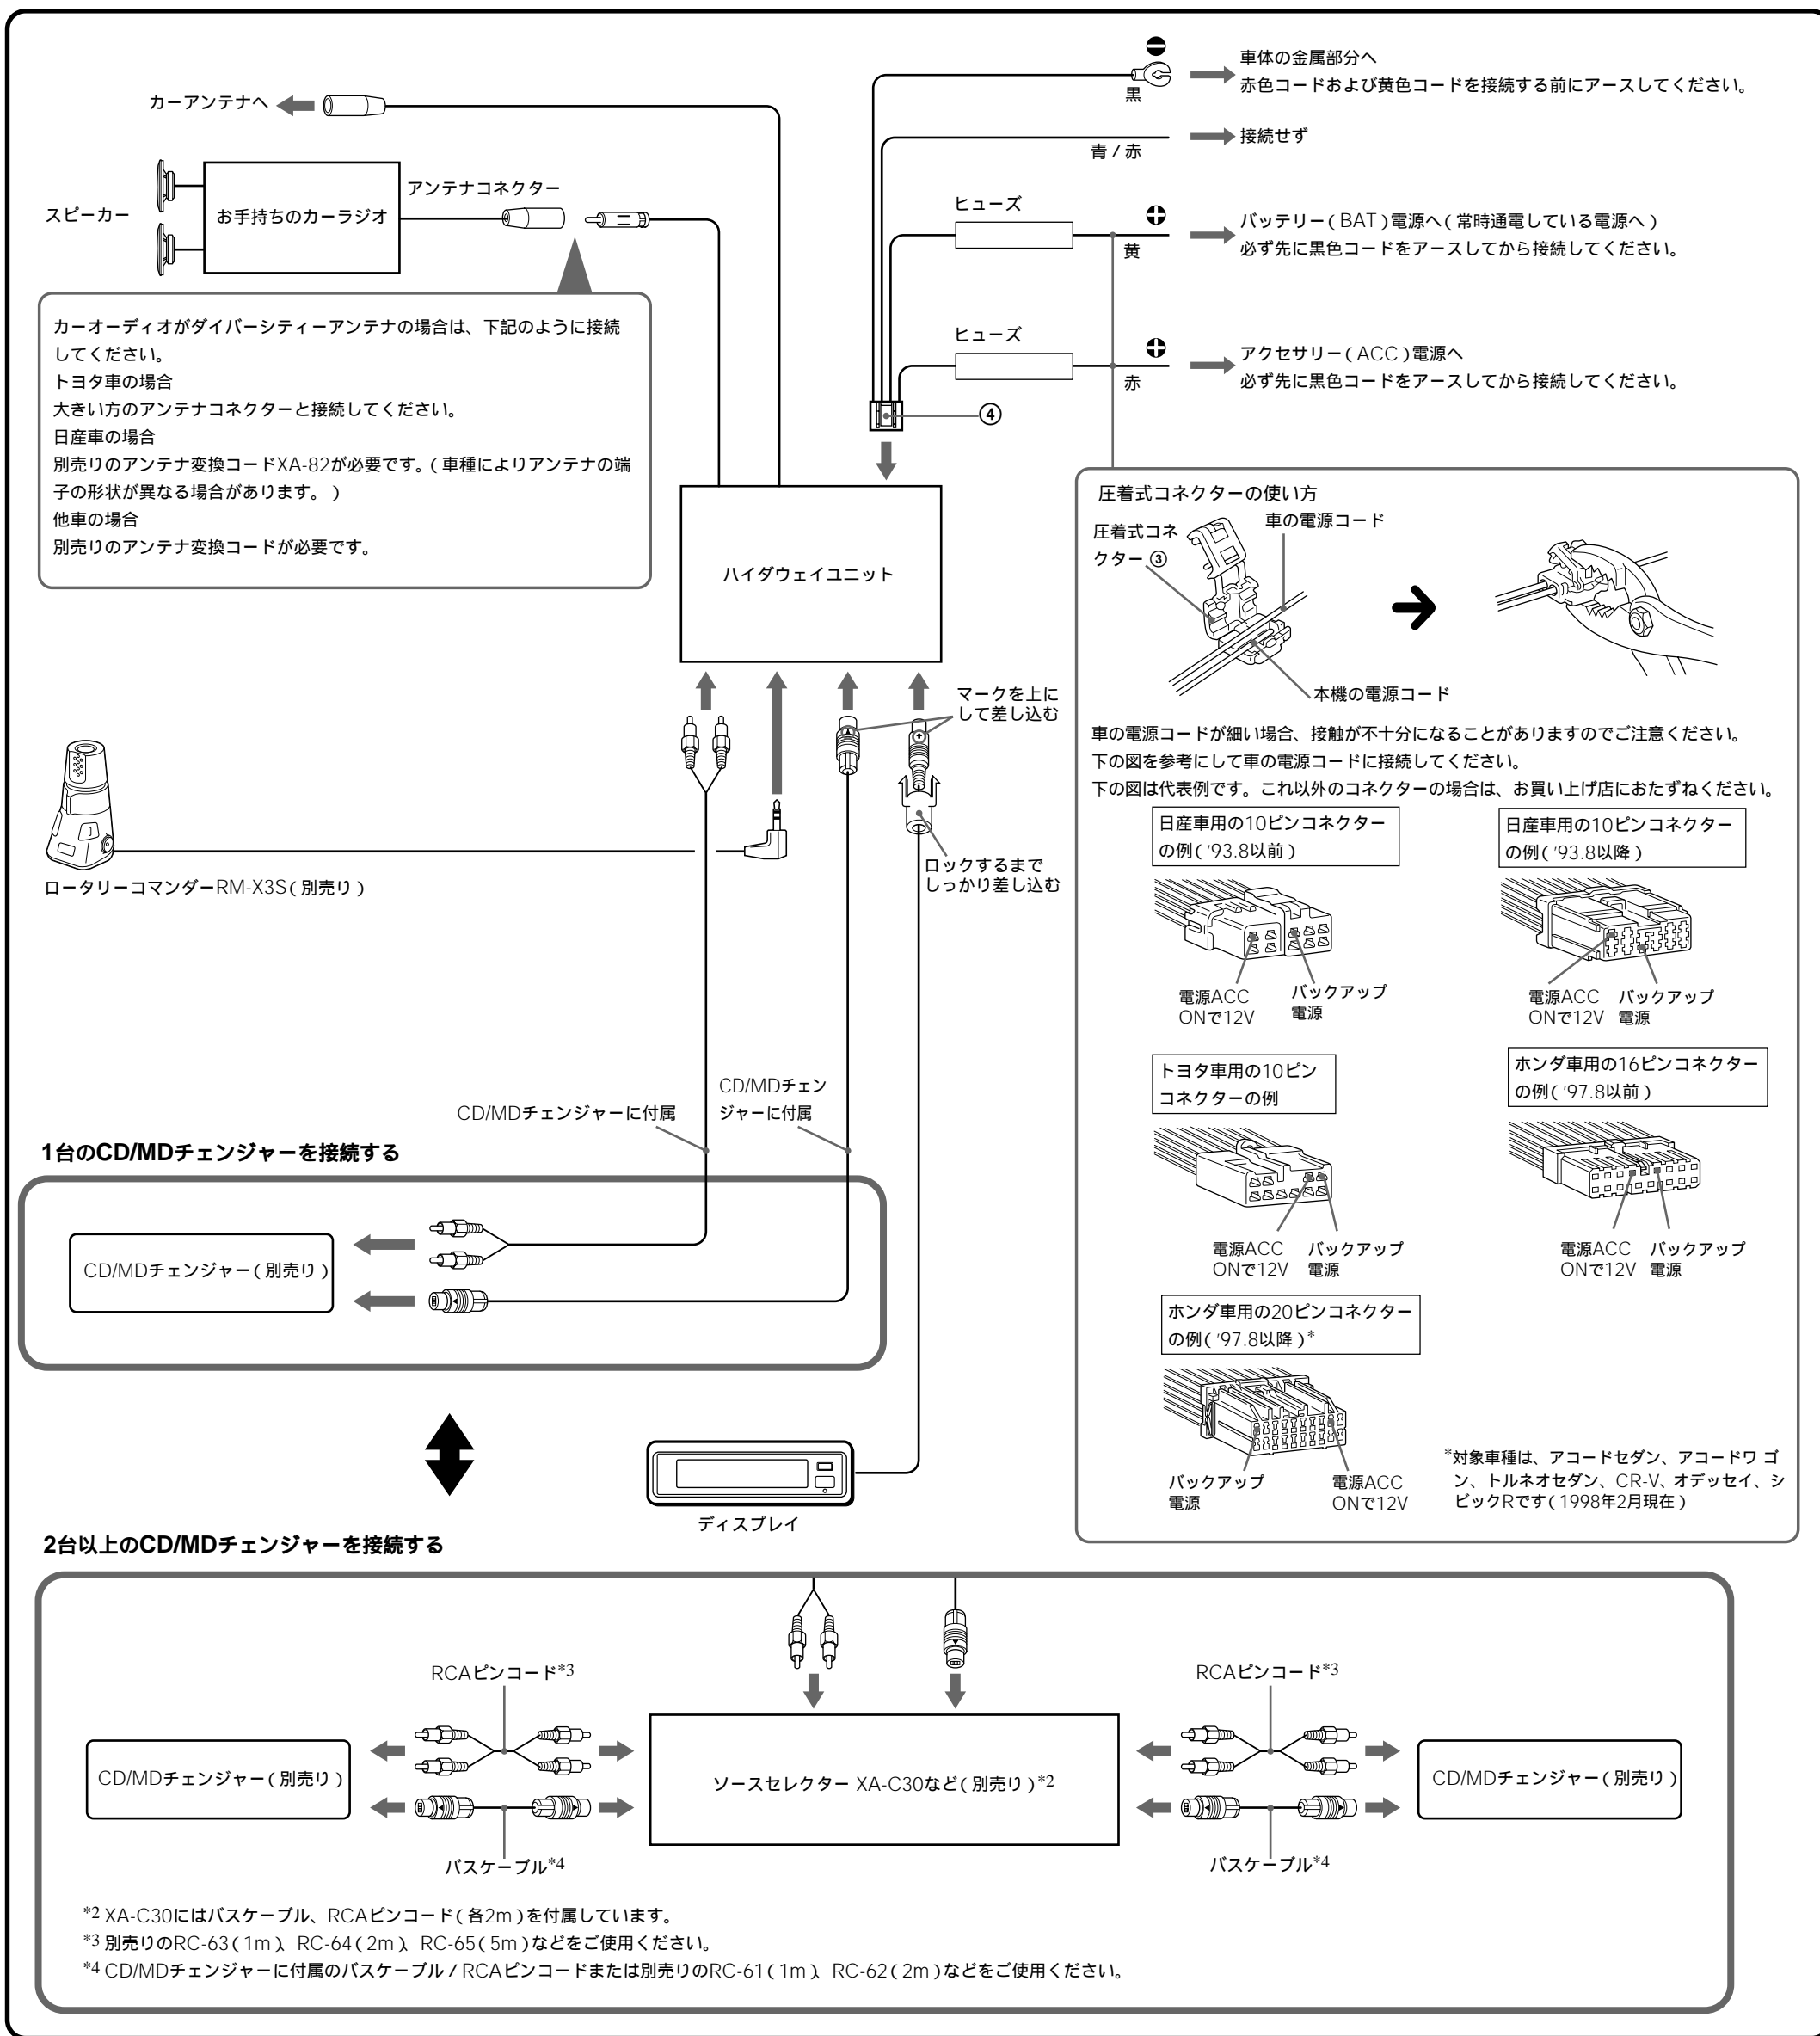 カーアンテナへ
スピーカー
お手持ちのカーラジオ
アンテナコネクター
カーオーディオがダイバーシティーアンテナの場合は、下記のように接続
してください。
トヨタ車の場合
大きい方のアンテナコネクターと接続してください。
日産車の場合
別売りのアンテナ変換コードXA-82が必要です。(車種によりアンテナの端
子の形状が異なる場合があります。)
他車の場合
別売りのアンテナ変換コードが必要です。
黒
車体の金属部分へ
赤色コードおよび黄色コードを接続する前にアースしてください。
青/赤
接続せず
ヒューズ
黄
バッテリー(BAT)電源へ(常時通電している電源へ)
必ず先に黒色コードをアースしてから接続してください。
ヒューズ
赤
アクセサリー(ACC)電源へ
必ず先に黒色コードをアースしてから接続してください。
④
ハイダウェイユニット
マークを上に
して差し込む
ロックするまで
しっかり差し込む
ロータリーコマンダーRM-X3S(別売り)
圧着式コネクターの使い方
圧着式コネ
クター③
車の電源コード
本機の電源コード
車の電源コードが細い場合、接触が不十分になることがありますのでご注意ください。
下の図を参考にして車の電源コードに接続してください。
下の図は代表例です。これ以外のコネクターの場合は、お買い上げ店におたずねください。
日産車用の10ピンコネクター
の例('93.8以前)
電源ACC
ONで12V
バックアップ
電源
日産車用の10ピンコネクター
の例('93.8以降)
電源ACC
ONで12V
バックアップ
電源
トヨタ車用の10ピン
コネクターの例
電源ACC
ONで12V
バックアップ
電源
ホンダ車用の16ピンコネクター
の例('97.8以前)
電源ACC
ONで12V
バックアップ
電源
ホンダ車用の20ピンコネクター
の例('97.8以降)*
バックアップ
電源
電源ACC
ONで12V
*対象車種は、アコードセダン、アコードワゴ
ン、トルネオセダン、CR-V、オデッセイ、シ
ビックRです(1998年2月現在)
CD/MDチェンジャーに付属
CD/MDチェン
ジャーに付属
1台のCD/MDチェンジャーを接続する
CD/MDチェンジャー(別売り)
ディスプレイ
2台以上のCD/MDチェンジャーを接続する
RCAピンコード*3
RCAピンコード*3
CD/MDチェンジャー(別売り)
ソースセレクター XA-C30など(別売り)*2
CD/MDチェンジャー(別売り)
バスケーブル*4
バスケーブル*4
*2 XA-C30にはバスケーブル、RCAピンコード(各2m)を付属しています。
*3 別売りのRC-63(1m)、RC-64(2m)、RC-65(5m)などをご使用ください。
*4 CD/MDチェンジャーに付属のバスケーブル/RCAピンコードまたは別売りのRC-61(1m)、RC-62(2m)などをご使用ください。